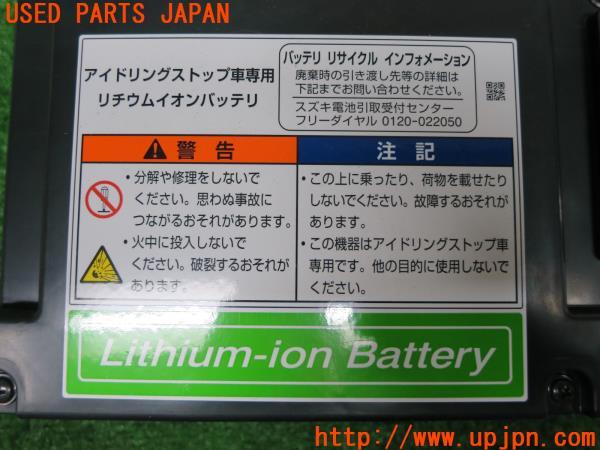 USED PARTS JAPAN
アイドリングストップ車専用
リチウムイオンバッテリ
バッテリ リサイクル インフォメーション
廃棄時の引き渡し先等の詳細は
下記までお問い合わせください。
スズキ電池引取受付センター
フリーダイヤル 0120-022050
警告
・分解や修理をしないで
ください。思わぬ事故に
つながるおそれがあります。
・火中に投入しないで
ください。破裂するおそれが
あります。
注記
・この上に乗ったり、荷物を載せたり
しないでください。故障するおそれが
あります。
・この機器はアイドリングストップ車
専用です。他の目的に使用しないで
ください。
Lithium-ion Battery
http://www.upjpn.com